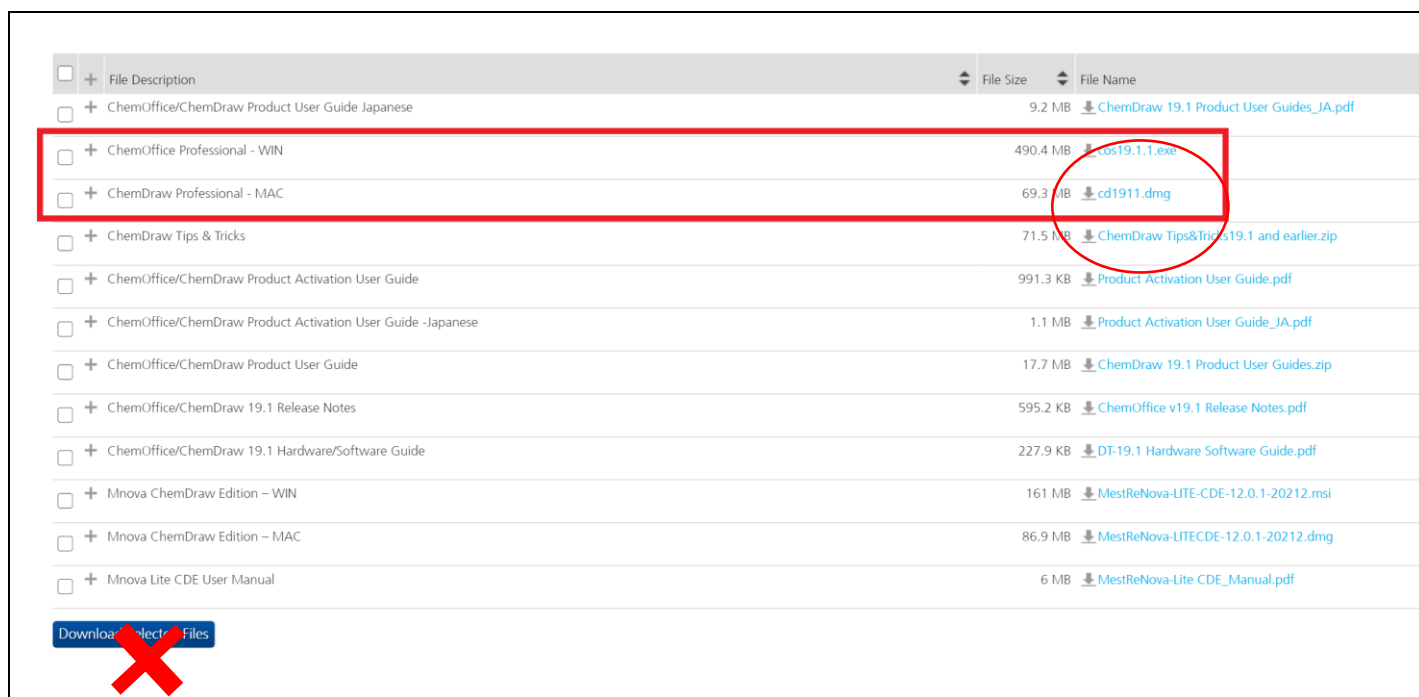 File Description File Size File Name
ChemOffice/ChemDraw Product User Guide Japanese 9.2 MB ChemDraw 19.1 Product User Guides_JA.pdf
ChemOffice Professional - WIN 490.4 MB cos19.1.1.exe
ChemDraw Professional - MAC 69.3 MB cd1911.dmg
ChemDraw Tips & Tricks 71.5 MB ChemDraw Tips&Tricks19.1 and earlier.zip
ChemOffice/ChemDraw Product Activation User Guide 991.3 KB Product Activation User Guide.pdf
ChemOffice/ChemDraw Product Activation User Guide -Japanese 1.1 MB Product Activation User Guide_JA.pdf
ChemOffice/ChemDraw Product User Guide 17.7 MB ChemDraw 19.1 Product User Guides.zip
ChemOffice/ChemDraw 19.1 Release Notes 595.2 KB ChemOffice v19.1 Release Notes.pdf
ChemOffice/ChemDraw 19.1 Hardware/Software Guide 227.9 KB DT-19.1 Hardware Software Guide.pdf
Mnova ChemDraw Edition – WIN 161 MB MestReNova-LITE-CDE-12.0.1-20212.msi
Mnova ChemDraw Edition – MAC 86.9 MB MestReNova-LITECDE-12.0.1-20212.dmg
Mnova Lite CDE User Manual 6 MB MestReNova-Lite CDE_Manual.pdf
Download Selected Files